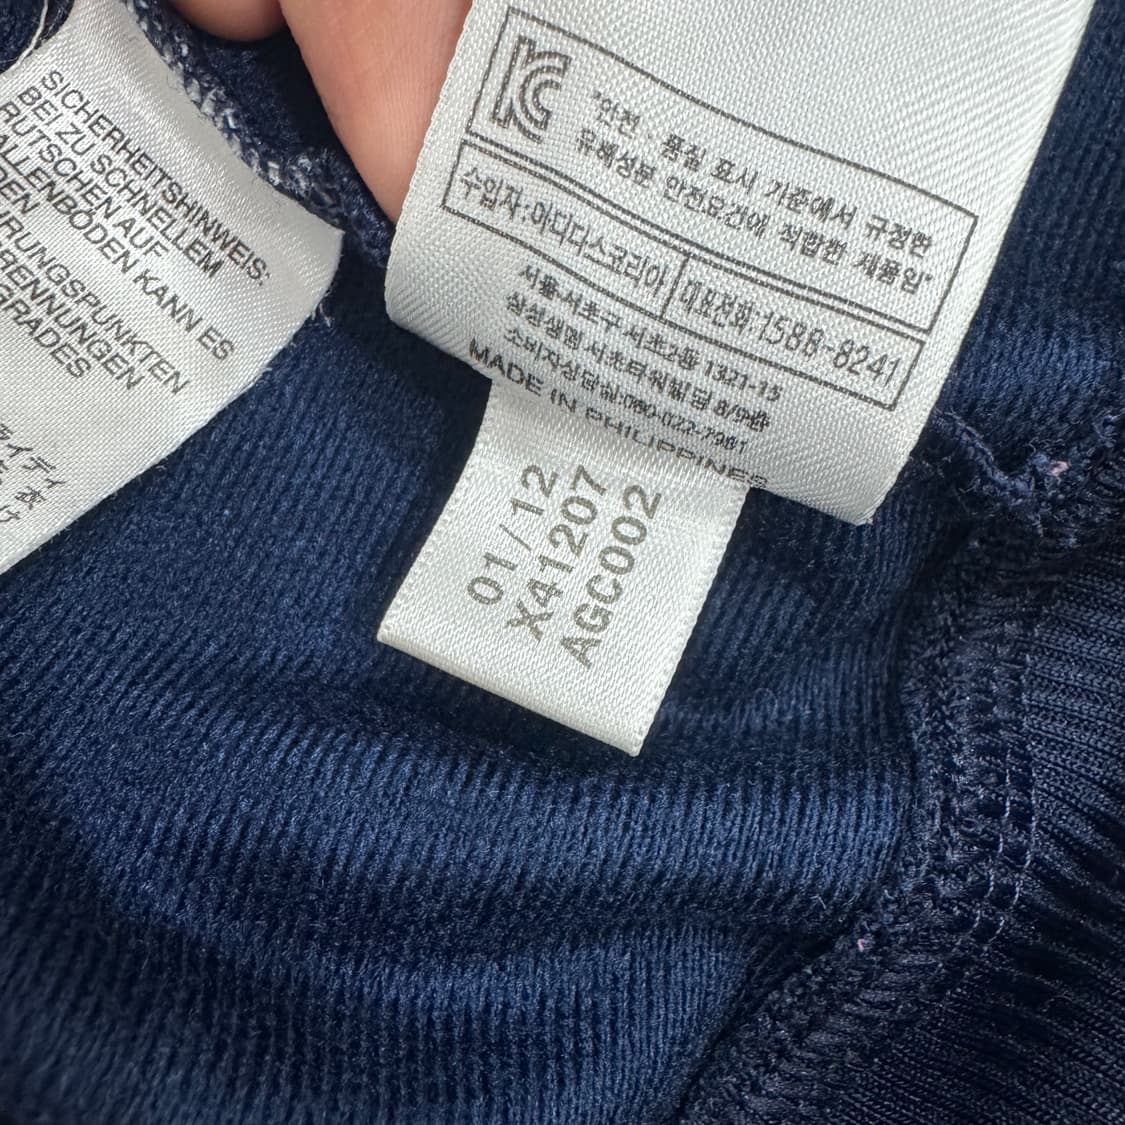 SICHERHEITSHINWEIS:
BEI ZU SCHNELLEM
RUTSCHEN AUF
ALLENBÖDEN KANN ES
DEN
ERUNGSPUNKTEN
RENNUNGEN
GRADES
KC
"안전 · 품질 표시 기준에서 규정한
유해성분 안전요건에 적합한 제품임"
수입자:아디다스코리아 대표전화:1588-8241
서울서초구서초2동 1321-15
삼성생명서초타워빌딩 8/9층
소비자상담실:080-022-7981
MADE IN PHILIPPINES
01/12
X41207
AGC002